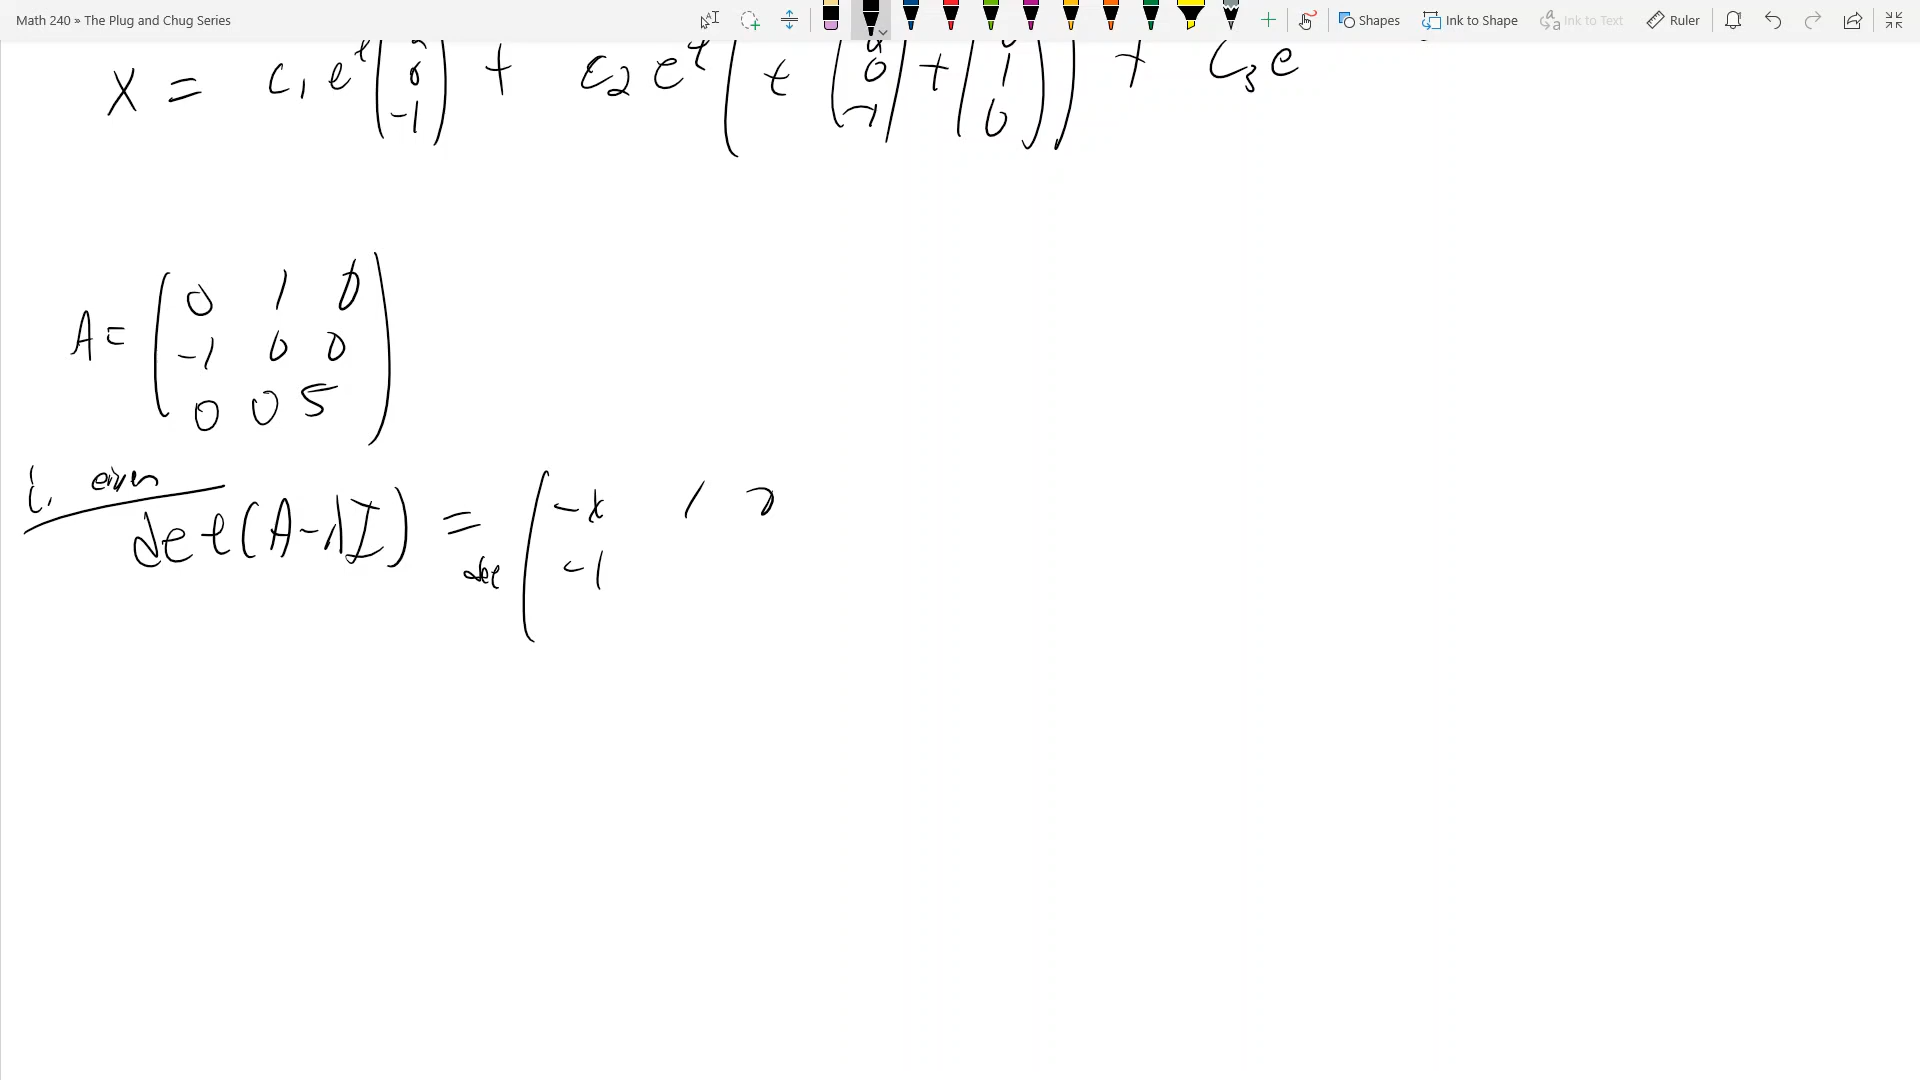 Math 240 » The Plug and Chug Series
Shapes Ink to Shape Ink to Text Ruler
X = c₁ e^t ( 0 -1 ) + c₂ e^t ( t ( 0 -1 ) + ( 1 0 ) ) + c₃ e
A = ( 0 1 0
-1 0 0
0 0 5 )
i. eigen
det(A-λI) = det ( -λ 1 0
-1